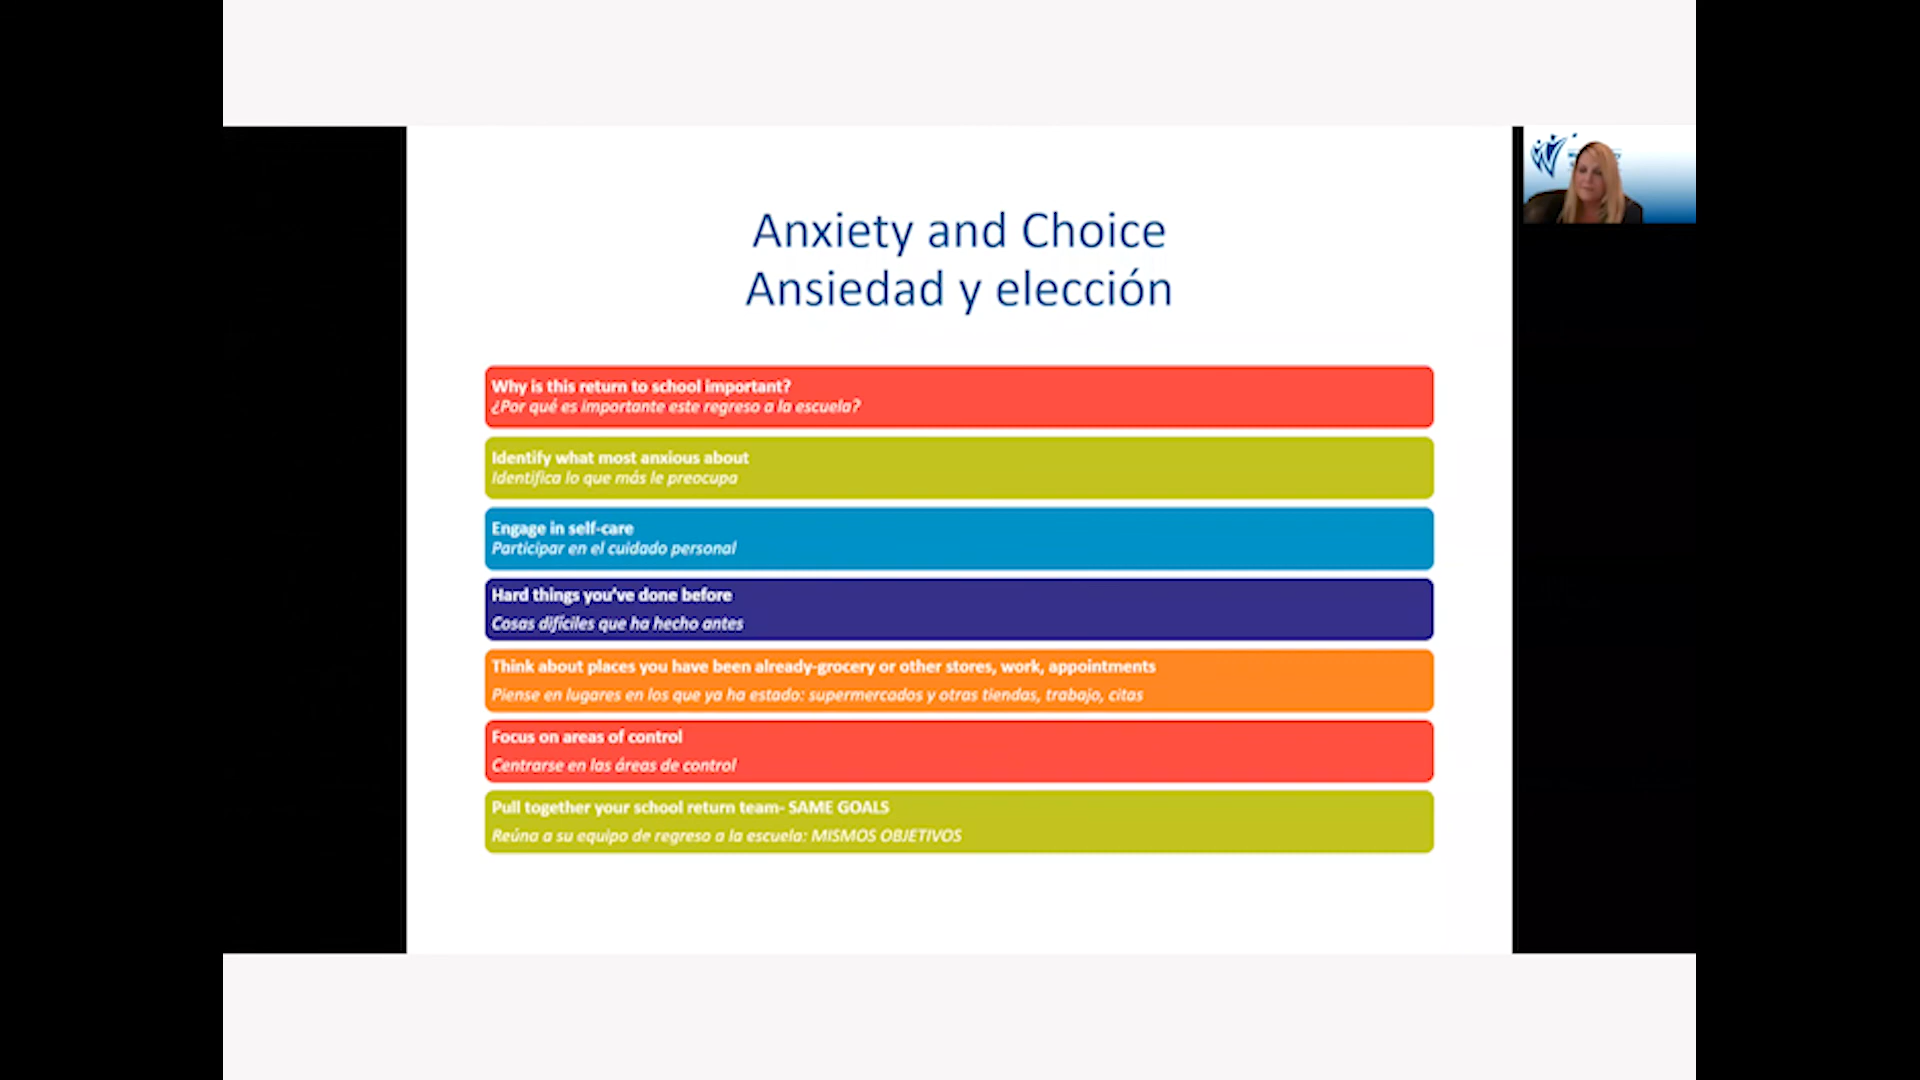 Anxiety and Choice
Ansiedad y elección
Why is this return to school important?
¿Por qué es importante este regreso a la escuela?
Identify what most anxious about
Identifica lo que más le preocupa
Engage in self-care
Participar en el cuidado personal
Hard things you've done before
Cosas difíciles que ha hecho antes
Think about places you have been already-grocery or other stores, work, appointments
Piense en lugares en los que ya ha estado: supermercados y otras tiendas, trabajo, citas
Focus on areas of control
Centrarse en las áreas de control
Pull together your school return team- SAME GOALS
Reúna a su equipo de regreso a la escuela: MISMOS OBJETIVOS